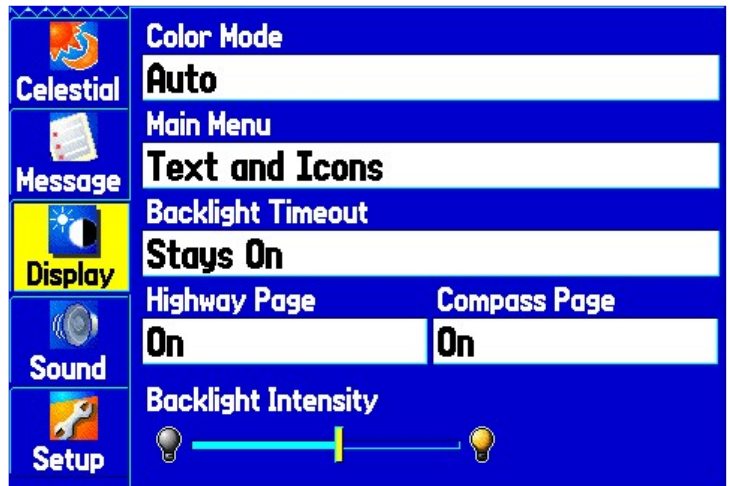 Celestial
Message
Display
Sound
Setup
Color Mode
Auto
Main Menu
Text and Icons
Backlight Timeout
Stays On
Highway Page
Compass Page
On
On
Backlight Intensity